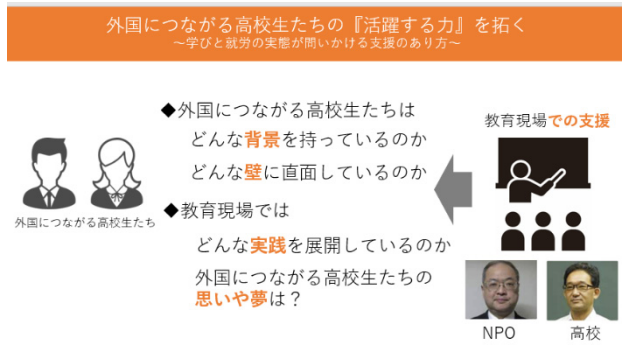 外国につながる高校生たちの『活躍する力』を拓く
～学びと就労の実態が問いかける支援のあり方～
◆外国につながる高校生たちは
どんな背景を持っているのか
どんな壁に直面しているのか
◆教育現場では
どんな実践を展開しているのか
外国につながる高校生たちの
思いや夢は？
外国につながる高校生たち
教育現場での支援
NPO
高校